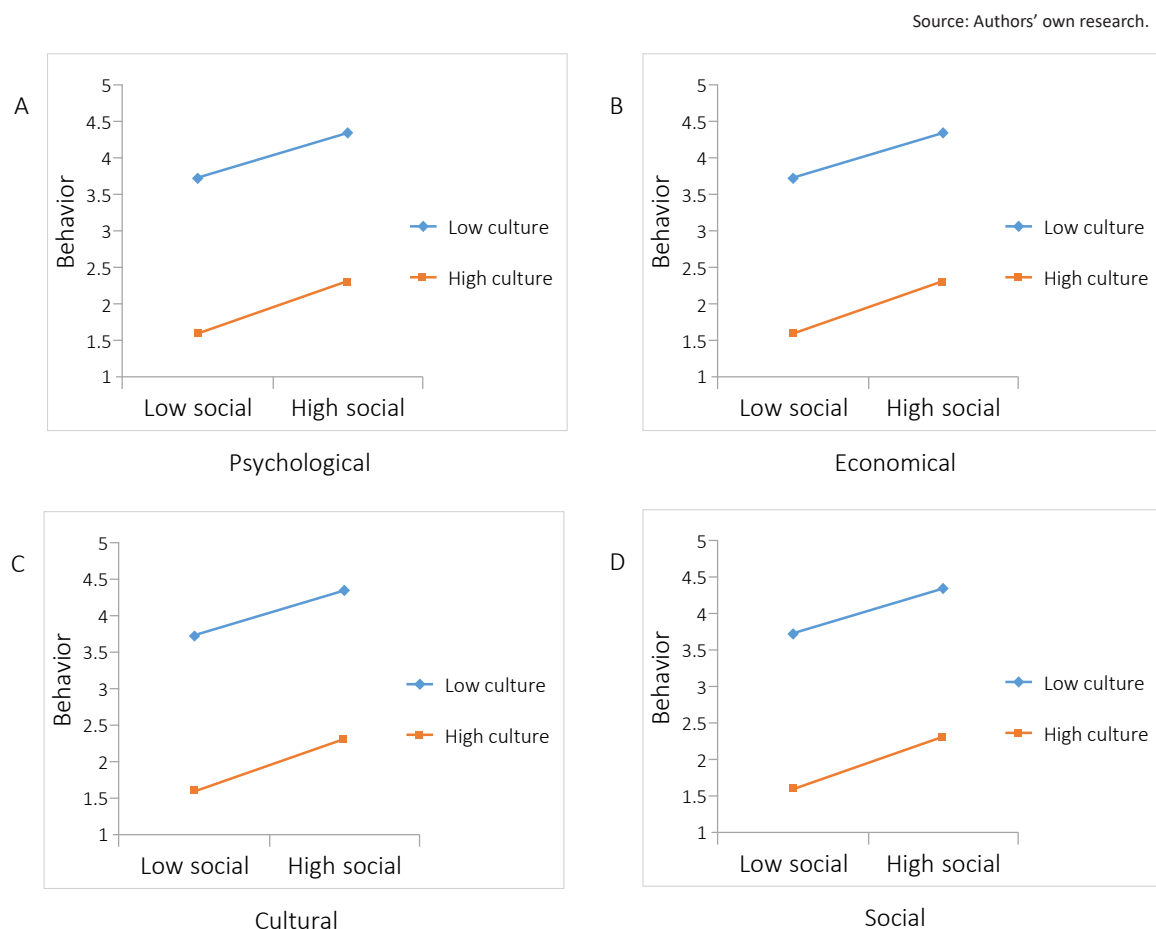 Source: Authors’ own research.
A
5
4.5
4
3.5
3
2.5
2
1.5
1
Behavior
Low culture
High culture
Low social High social
Psychological
B
5
4.5
4
3.5
3
2.5
2
1.5
1
Behavior
Low culture
High culture
Low social High social
Economical
C
5
4.5
4
3.5
3
2.5
2
1.5
1
Behavior
Low culture
High culture
Low social High social
Cultural
D
5
4.5
4
3.5
3
2.5
2
1.5
1
Behavior
Low culture
High culture
Low social High social
Social